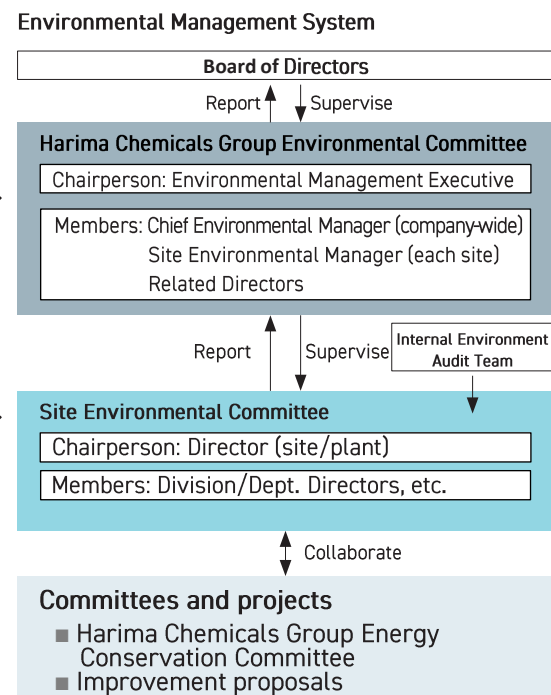 Environmental Management System
Board of Directors
Report
Supervise
Harima Chemicals Group Environmental Committee
Chairperson: Environmental Management Executive
Members: Chief Environmental Manager (company-wide)
Site Environmental Manager (each site)
Related Directors
Report
Supervise
Internal Environment
Audit Team
Site Environmental Committee
Chairperson: Director (site/plant)
Members: Division/Dept. Directors, etc.
Collaborate
Committees and projects
■ Harima Chemicals Group Energy
Conservation Committee
■ Improvement proposals